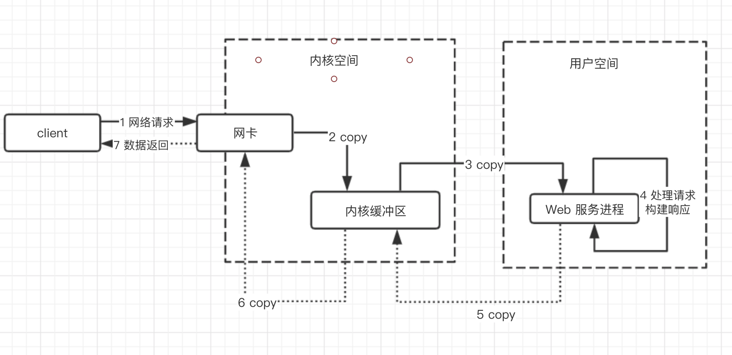 内核空间
用户空间
client
1 网络请求
7 数据返回
网卡
2 copy
3 copy
内核缓冲区
Web 服务进程
4 处理请求
构建响应
6 copy
5 copy